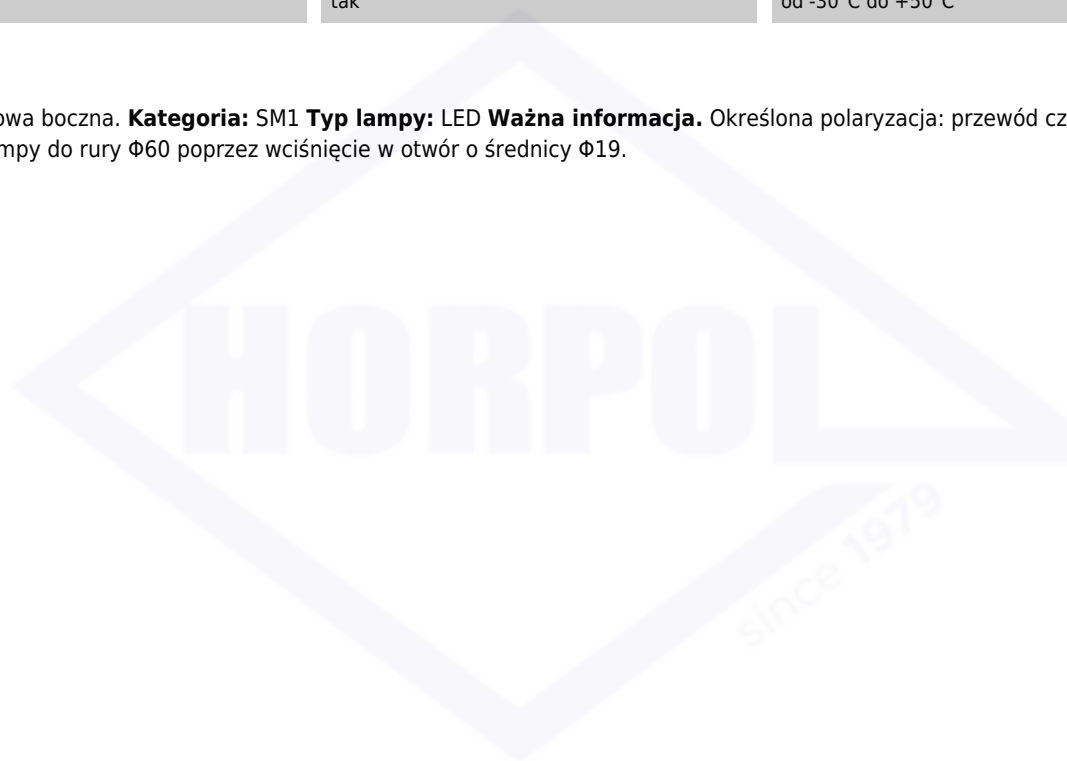 tak od -30°C do +50°C
owa boczna. Kategoria: SM1 Typ lampy: LED Ważna informacja. Określona polaryzacja: przewód cz
mpy do rury Φ60 poprzez wciśnięcie w otwór o średnicy Φ19.
HORPOL
since 1979